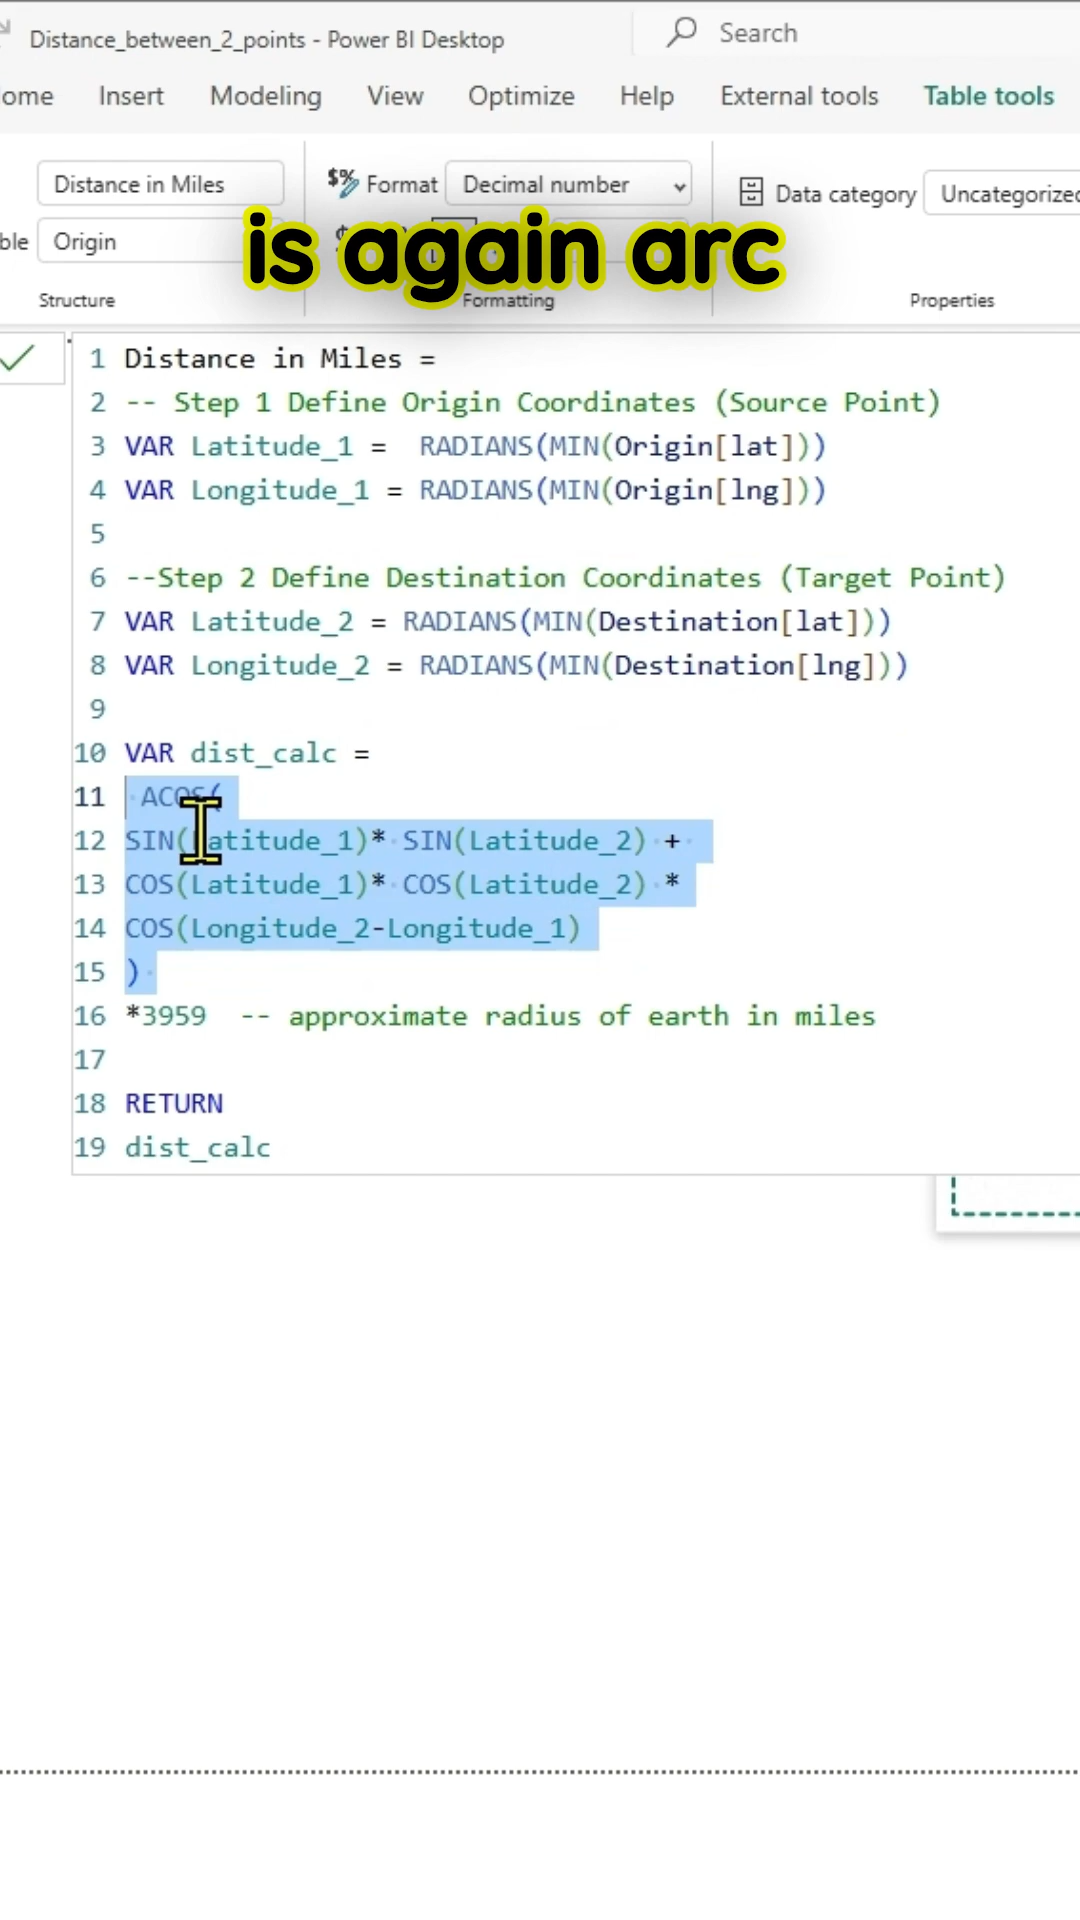 Distance_between_2_points - Power BI Desktop
Search
ome Insert Modeling View Optimize Help External tools Table tools
Distance in Miles
$% Format Decimal number
Data category Uncategorized
ble Origin
is again arc
Structure Formatting Properties
1 Distance in Miles =
2 -- Step 1 Define Origin Coordinates (Source Point)
3 VAR Latitude_1 = RADIANS(MIN(Origin[lat]))
4 VAR Longitude_1 = RADIANS(MIN(Origin[lng]))
5
6 --Step 2 Define Destination Coordinates (Target Point)
7 VAR Latitude_2 = RADIANS(MIN(Destination[lat]))
8 VAR Longitude_2 = RADIANS(MIN(Destination[lng]))
9
10 VAR dist_calc =
11 ACOS(
12 SIN(Latitude_1)* SIN(Latitude_2) +
13 COS(Latitude_1)* COS(Latitude_2) *
14 COS(Longitude_2-Longitude_1)
15 )
16 *3959 -- approximate radius of earth in miles
17
18 RETURN
19 dist_calc